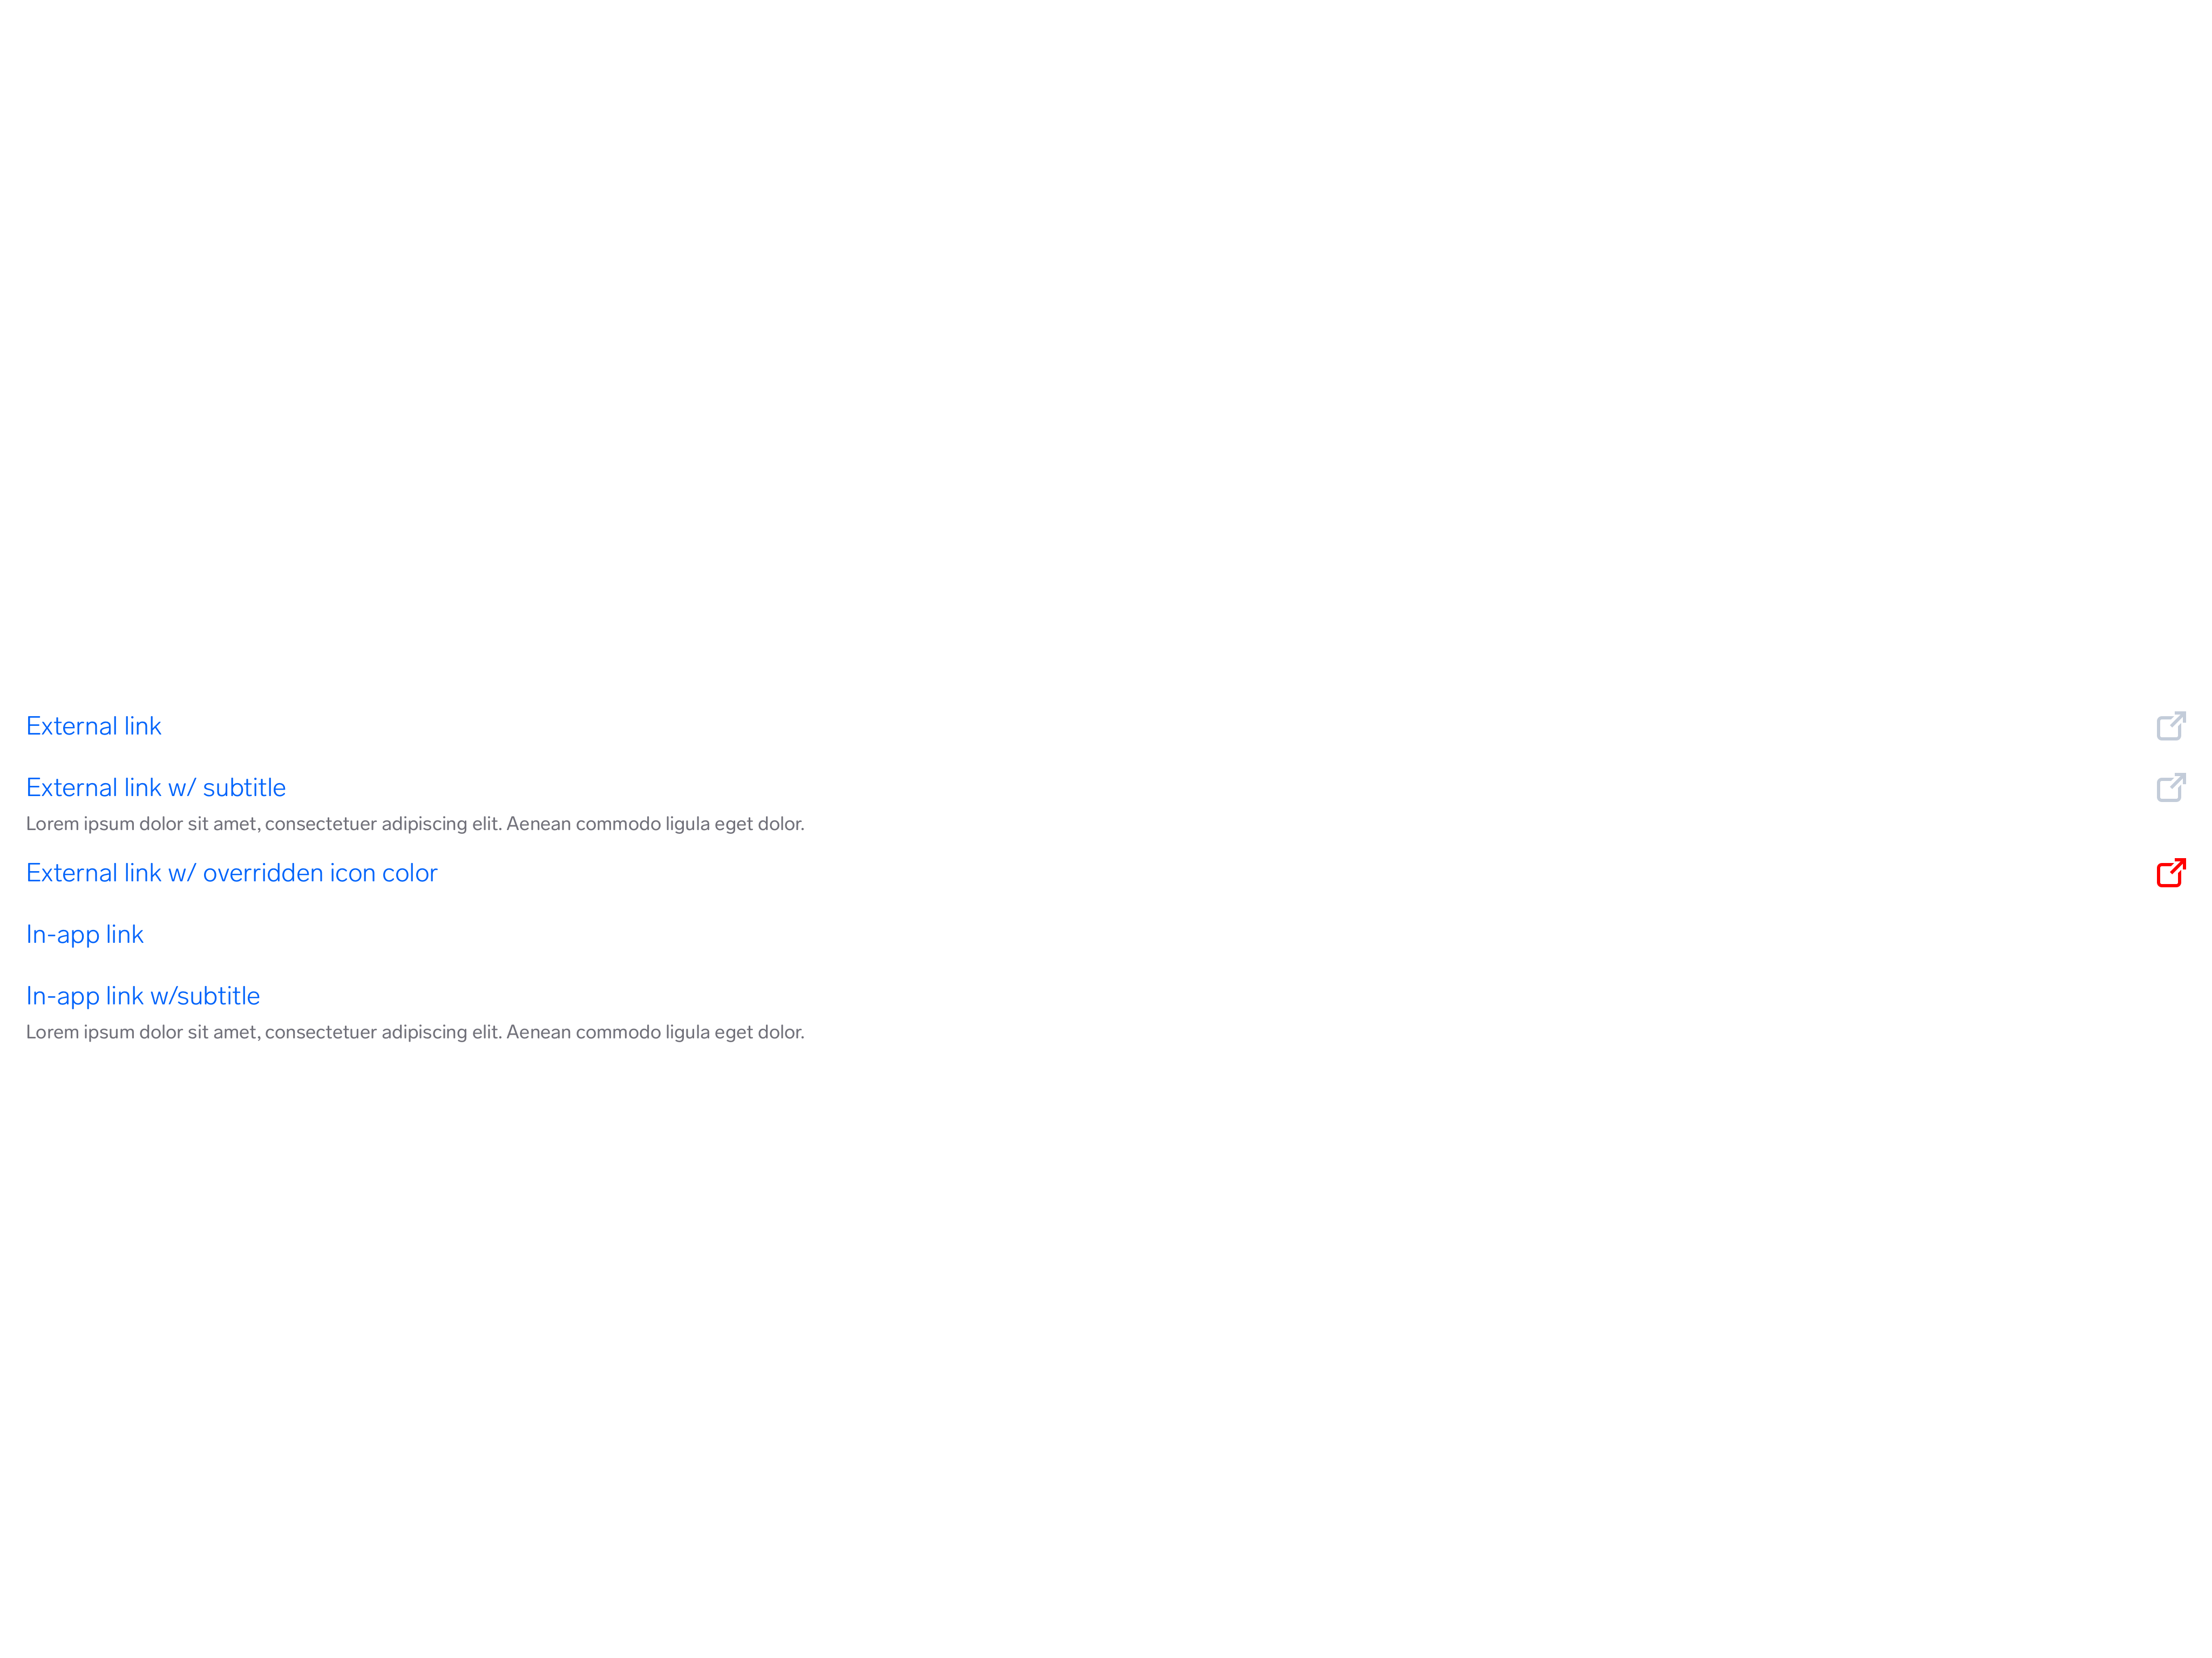 External link
External link w/ subtitle
Lorem ipsum dolor sit amet, consectetuer adipiscing elit. Aenean commodo ligula eget dolor.
External link w/ overridden icon color
In-app link
In-app link w/subtitle
Lorem ipsum dolor sit amet, consectetuer adipiscing elit. Aenean commodo ligula eget dolor.